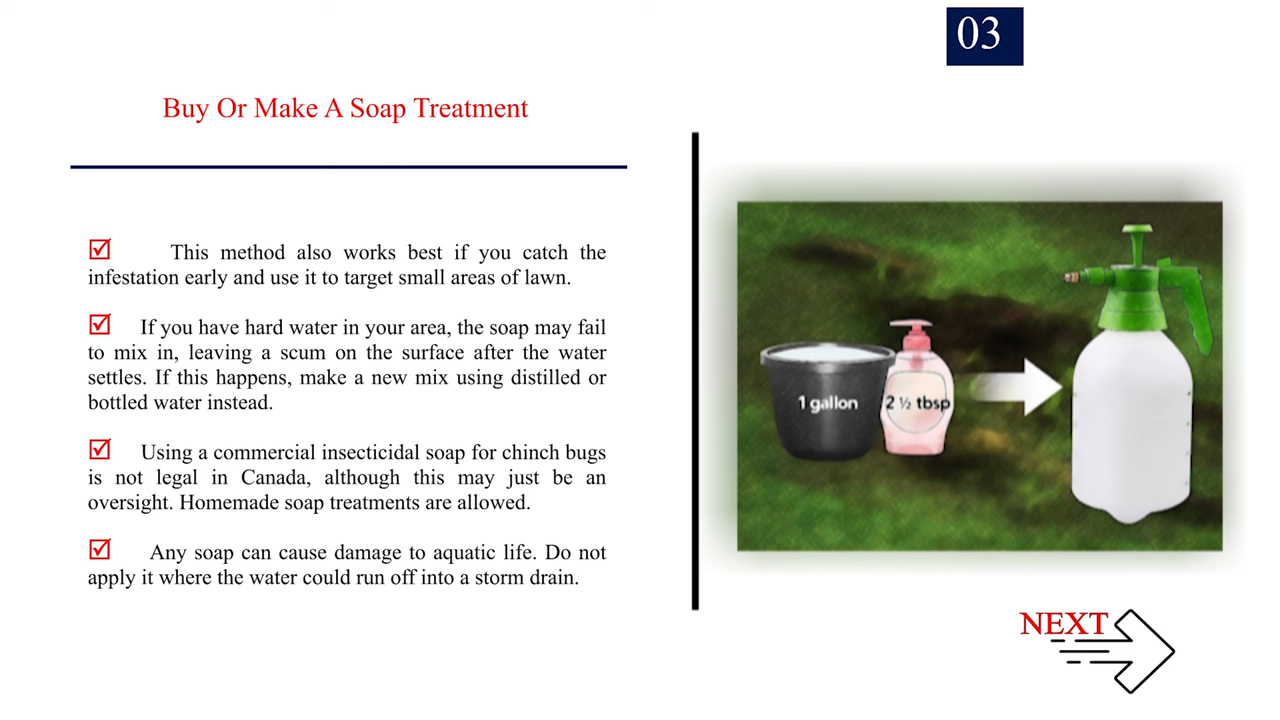 03
Buy Or Make A Soap Treatment
This method also works best if you catch the
infestation early and use it to target small areas of lawn.
If you have hard water in your area, the soap may fail
to mix in, leaving a scum on the surface after the water
settles. If this happens, make a new mix using distilled or
bottled water instead.
Using a commercial insecticidal soap for chinch bugs
is not legal in Canada, although this may just be an
oversight. Homemade soap treatments are allowed.
Any soap can cause damage to aquatic life. Do not
apply it where the water could run off into a storm drain.
1 gallon
2 ½ tbsp
NEXT